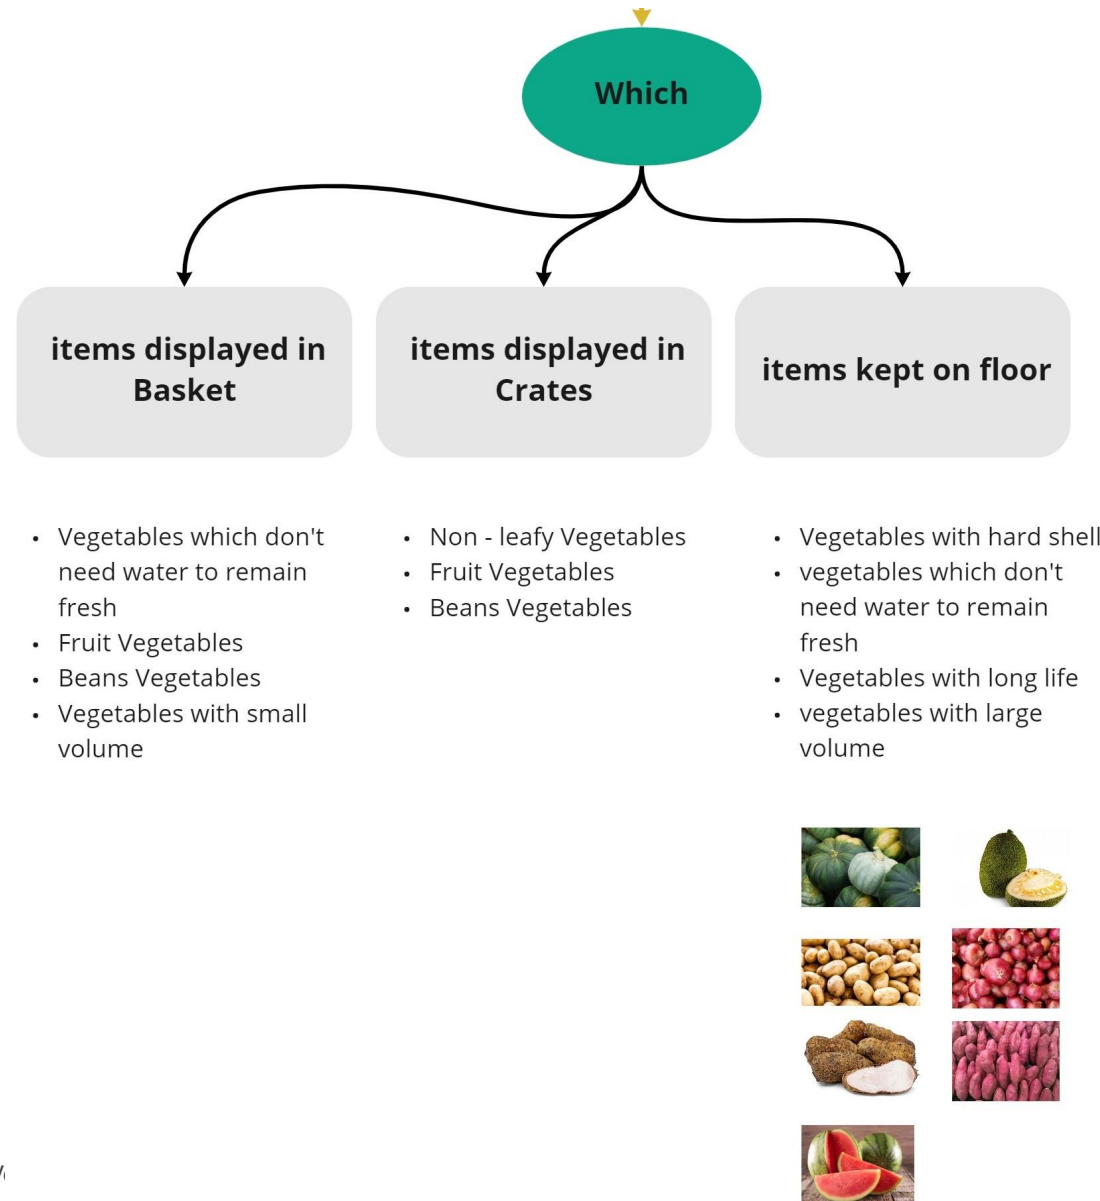 Which
items displayed in
Basket
items displayed in
Crates
items kept on floor
• Vegetables which don't
need water to remain
fresh
• Fruit Vegetables
• Beans Vegetables
• Vegetables with small
volume
• Non - leafy Vegetables
• Fruit Vegetables
• Beans Vegetables
• Vegetables with hard shell
• vegetables which don't
need water to remain
fresh
• Vegetables with long life
• vegetables with large
volume